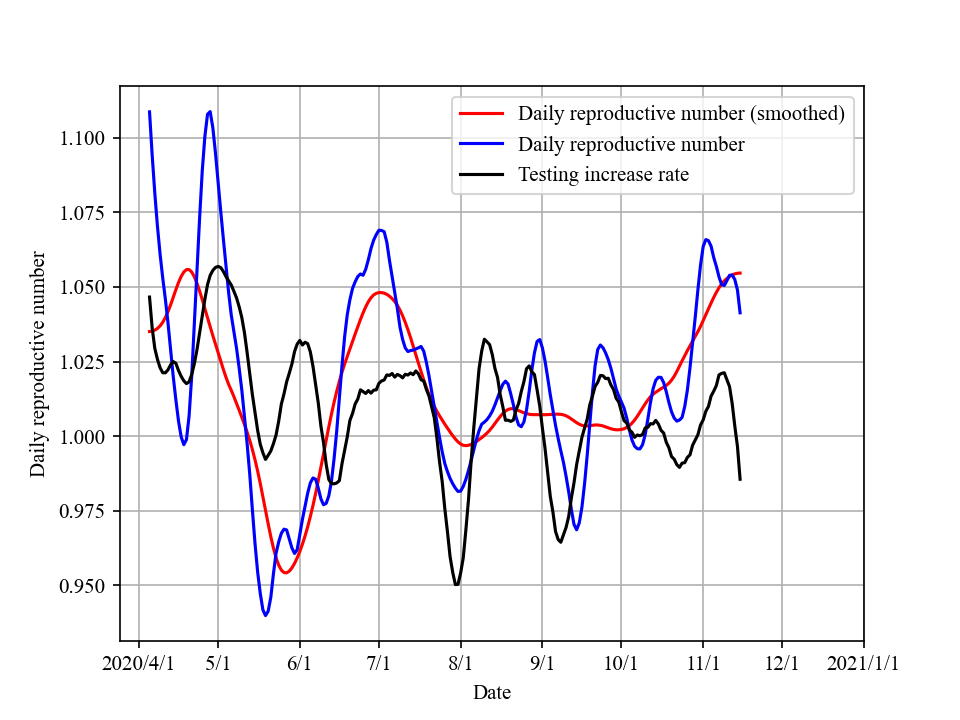 Daily reproductive number (smoothed)
Daily reproductive number
Testing increase rate
Daily reproductive number
1.100
1.075
1.050
1.025
1.000
0.975
0.950
2020/4/1 5/1 6/1 7/1 8/1 9/1 10/1 11/1 12/1 2021/1/1
Date